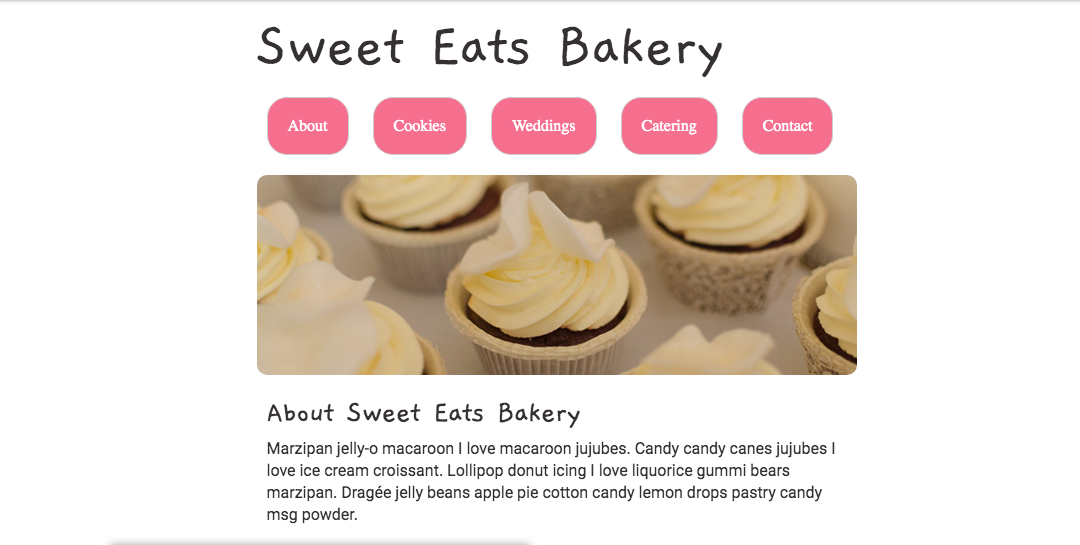 Sweet Eats Bakery
About Cookies Weddings Catering Contact
About Sweet Eats Bakery
Marzipan jelly-o macaroon I love macaroon jujubes. Candy candy canes jujubes I
love ice cream croissant. Lollipop donut icing I love liquorice gummi bears
marzipan. Dragée jelly beans apple pie cotton candy lemon drops pastry candy
msg powder.